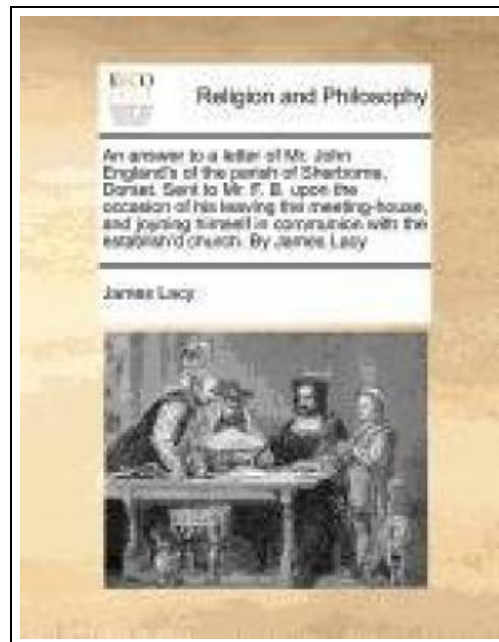 ECCO
Religion and Philosophy
An answer to a letter of Mr. John
England's of the parish of Sherborne,
Dorset. Sent to Mr. F. B. upon the
occasion of his leaving the meeting-house,
and joyning himself in communion with the
establish'd church. By James Lacy
James Lacy